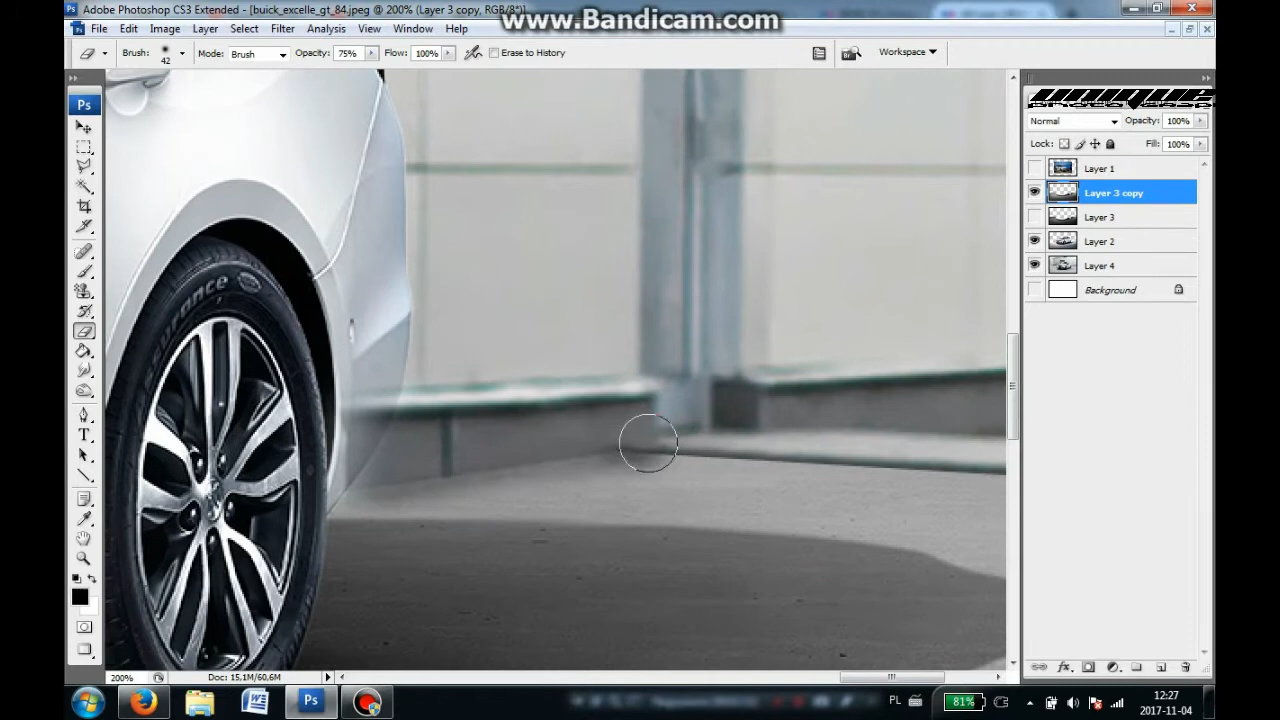 Adobe Photoshop CS3 Extended - [buick_excelle_gt_84.jpeg @ 200% (Layer 3 copy, RGB/8*)]
www.Bandicam.com
File Edit Image Layer Select Filter Analysis View Window Help
Brush: 42 Mode: Brush Opacity: 75% Flow: 100% Erase to History Workspace
Ps
Normal Opacity: 100%
Lock: Fill: 100%
Layer 1
Layer 3 copy
Layer 3
Layer 2
Layer 4
Background
T
200% Doc: 15,1M/60,6M
PL 81% 12:27
2017-11-04